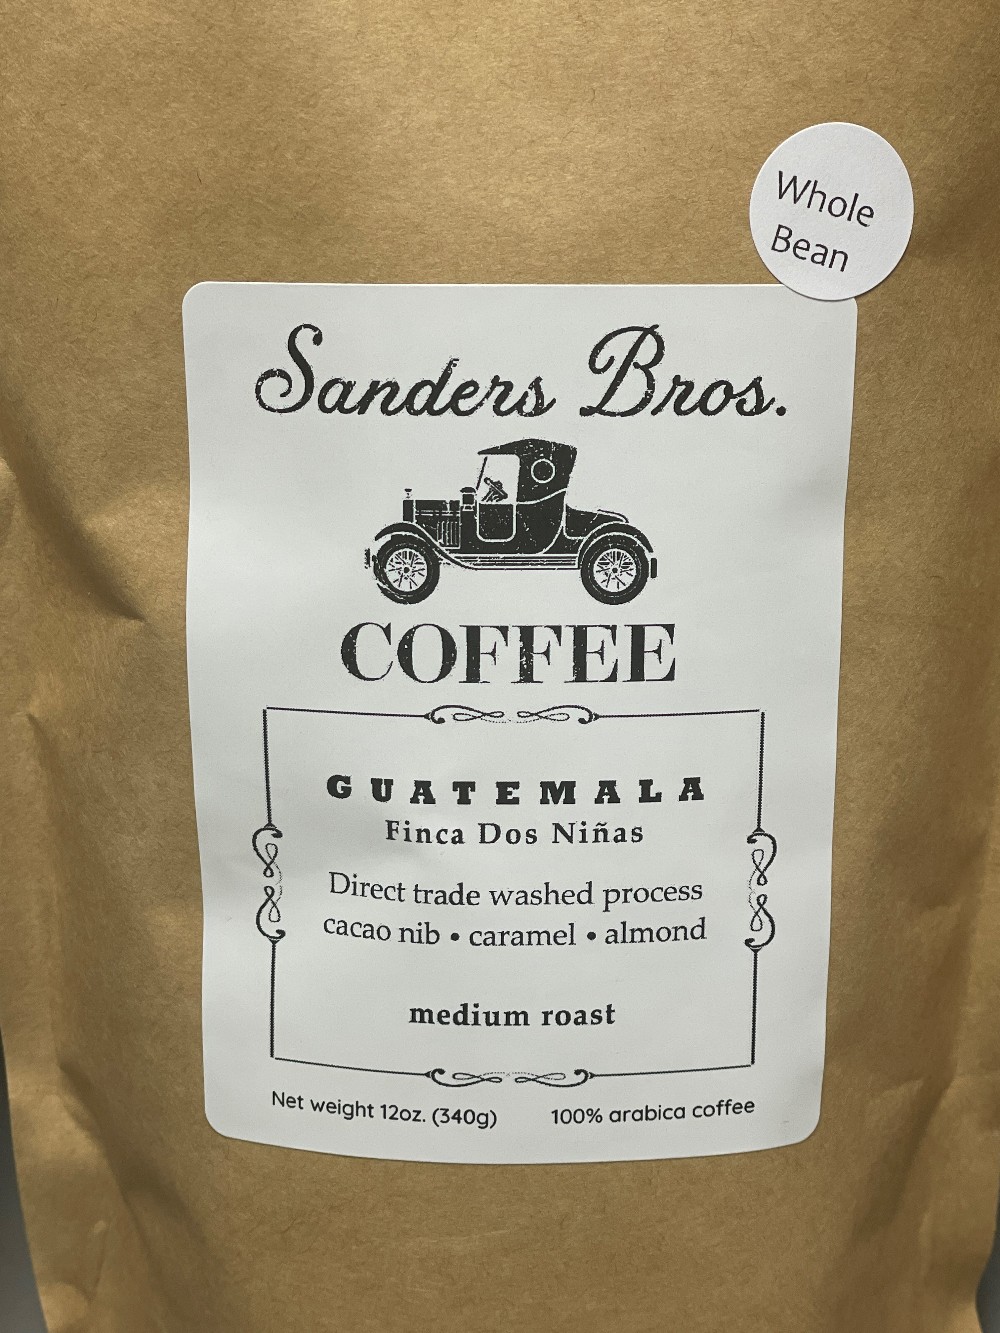 Whole
Bean
Sanders Bros.
COFFEE
GUATEMALA
Finca Dos Niñas
Direct trade washed process
cacao nib • caramel • almond
medium roast
Net weight 12oz. (340g)
100% arabica coffee